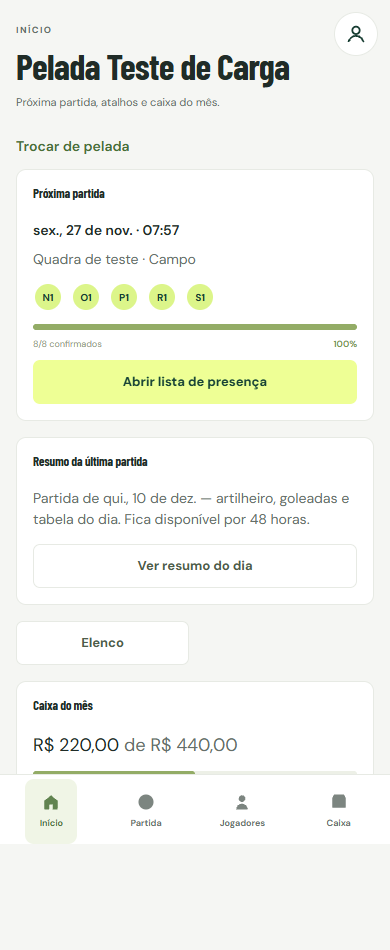 INÍCIO
Pelada Teste de Carga
Próxima partida, atalhos e caixa do mês.
Trocar de pelada
Próxima partida
sex., 27 de nov. · 07:57
Quadra de teste · Campo
N1 O1 P1 R1 S1
8/8 confirmados 100%
Abrir lista de presença
Resumo da última partida
Partida de qui., 10 de dez. — artilheiro, goleadas e
tabela do dia. Fica disponível por 48 horas.
Ver resumo do dia
Elenco
Caixa do mês
R$ 220,00 de R$ 440,00
Início Partida Jogadores Caixa